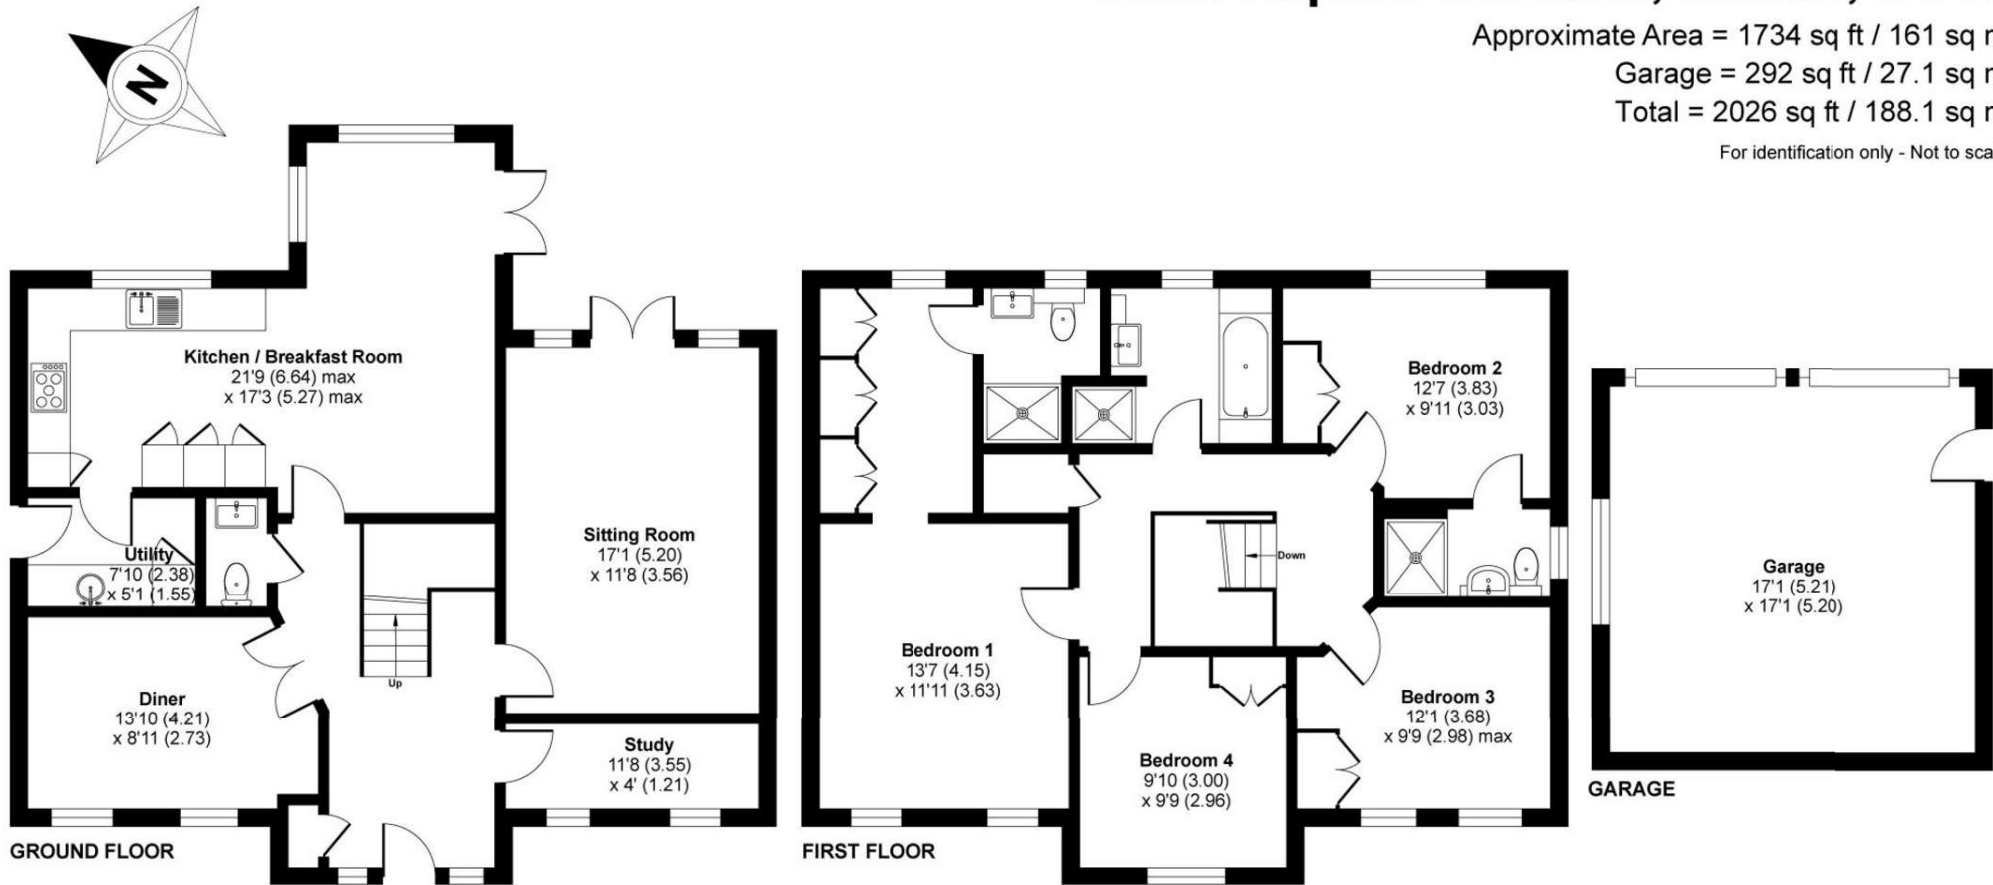 Approximate Area = 1734 sq ft / 161 sq
Garage = 292 sq ft / 27.1 sq
Total = 2026 sq ft / 188.1 sq
For identification only - Not to
N
Kitchen / Breakfast Room
21'9 (6.64) max
x 17'3 (5.27) max
Utility
7'10 (2.38)
x 5'1 (1.55)
Sitting Room
17'1 (5.20)
x 11'8 (3.56)
Up
Diner
13'10 (4.21)
x 8'11 (2.73)
Study
11'8 (3.55)
x 4' (1.21)
GROUND FLOOR
Bedroom 2
12'7 (3.83)
x 9'11 (3.03)
Down
Bedroom 1
13'7 (4.15)
x 11'11 (3.63)
Bedroom 3
12'1 (3.68)
x 9'9 (2.98) max
Bedroom 4
9'10 (3.00)
x 9'9 (2.96)
FIRST FLOOR
Garage
17'1 (5.21)
x 17'1 (5.20)
GARAGE